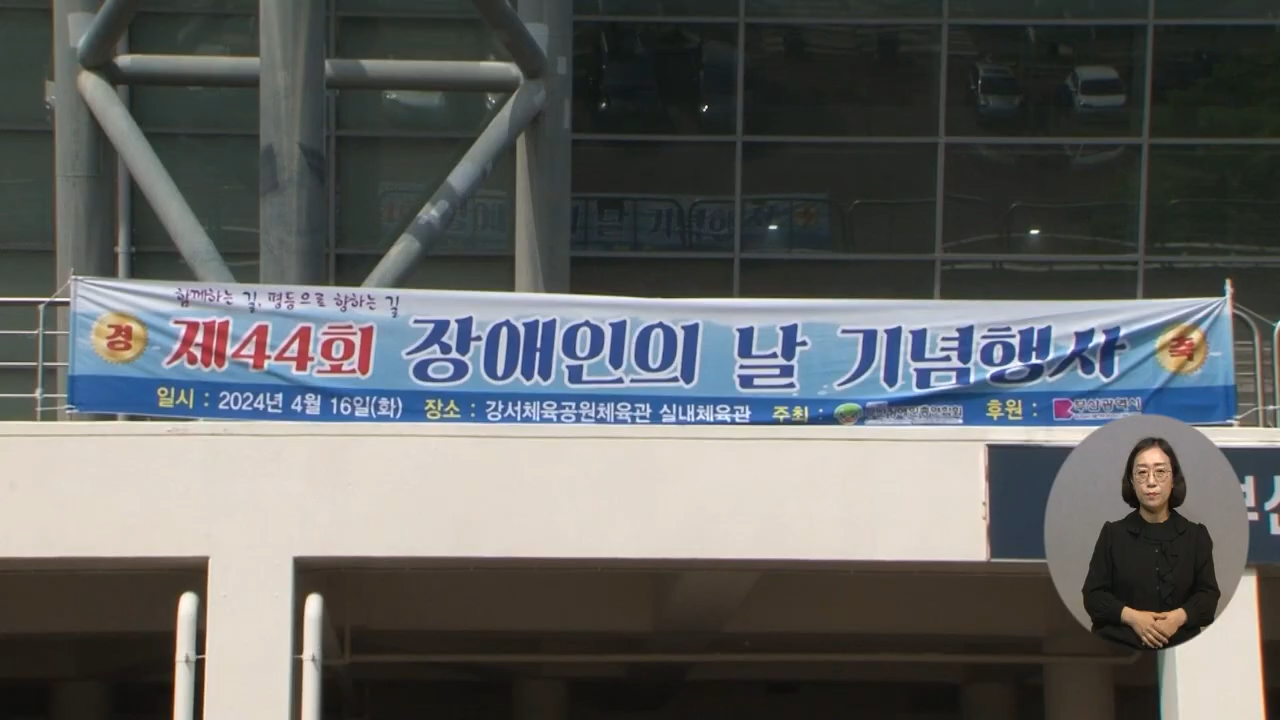 함께하는 길, 평등으로 향하는 길
경 제44회 장애인의 날 기념행사 축
일시 : 2024년 4월 16일(화) 장소 : 강서체육공원체육관 실내체육관 주최 : 후원 : 부산광역시